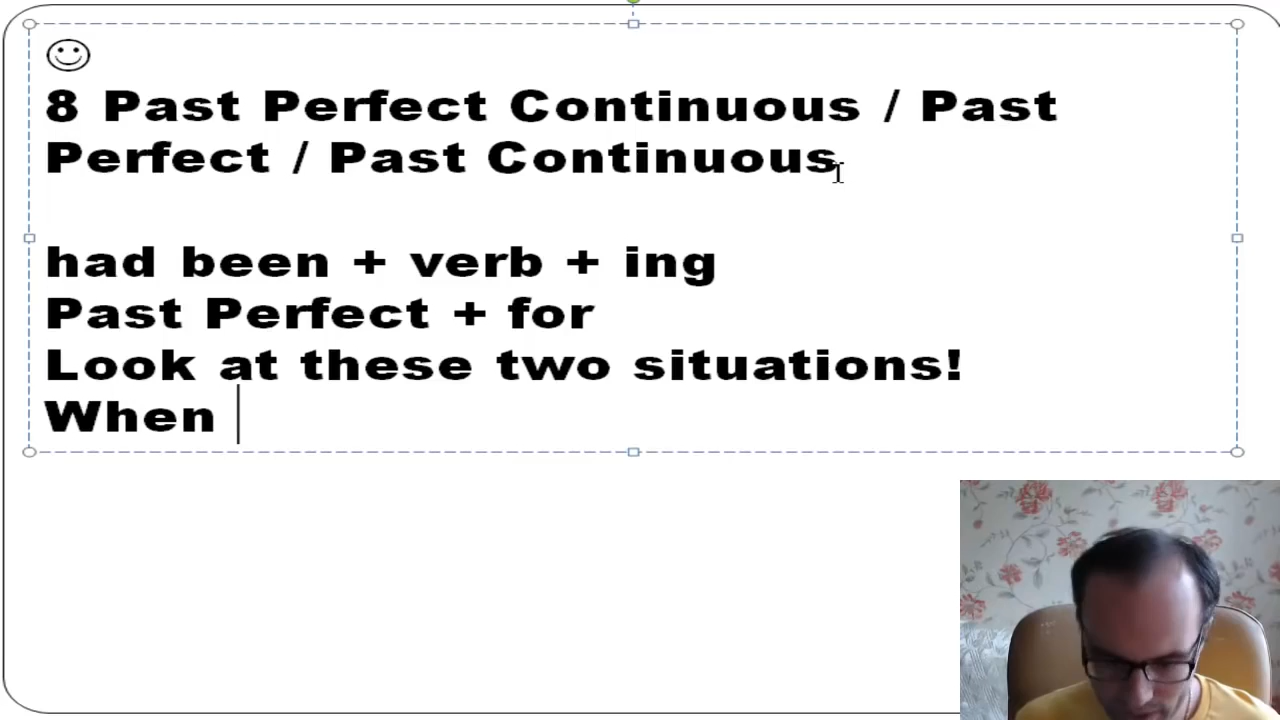 8 Past Perfect Continuous / Past
Perfect / Past Continuous
had been + verb + ing
Past Perfect + for
Look at these two situations!
When